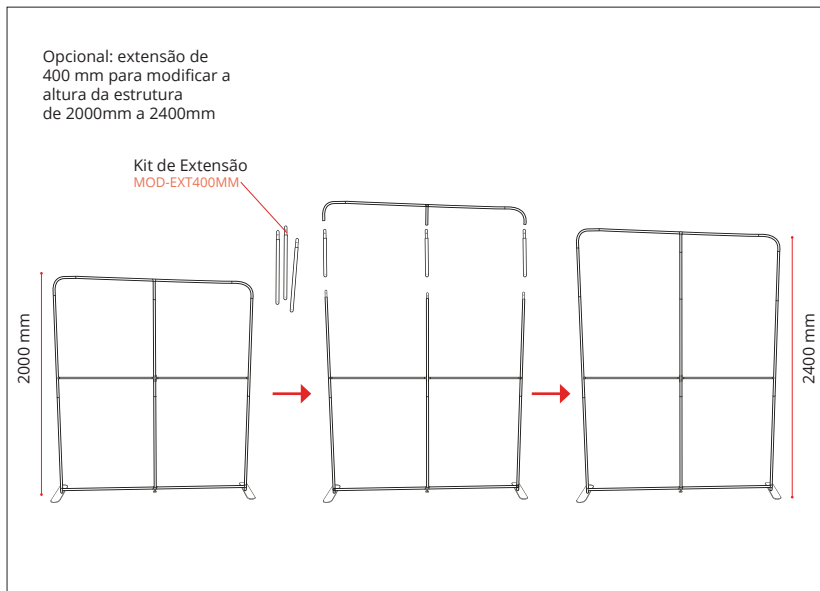 Opcional: extensão de
400 mm para modificar a
altura da estrutura
de 2000mm a 2400mm
Kit de Extensão
MOD-EXT400MM
2000 mm
2400 mm